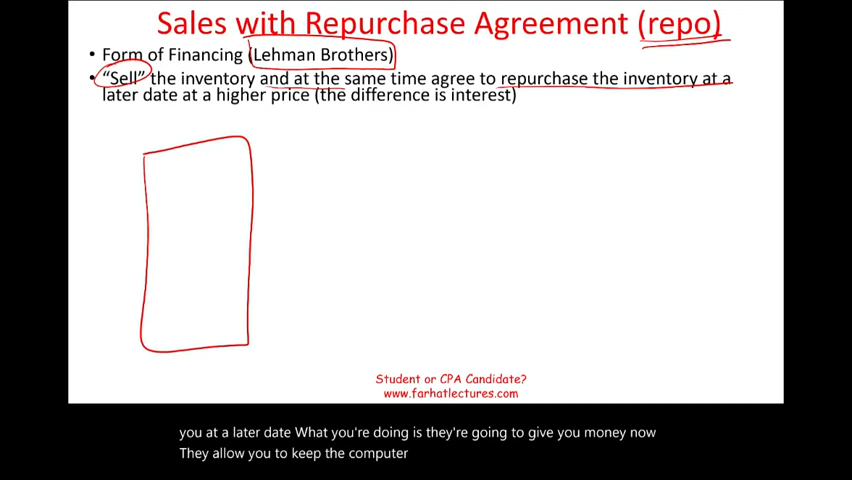 Sales with Repurchase Agreement (repo)
• Form of Financing (Lehman Brothers)
• “Sell” the inventory and at the same time agree to repurchase the inventory at a
later date at a higher price (the difference is interest)
Student or CPA Candidate?
www.farhatlectures.com
you at a later date What you're doing is they're going to give you money now
They allow you to keep the computer